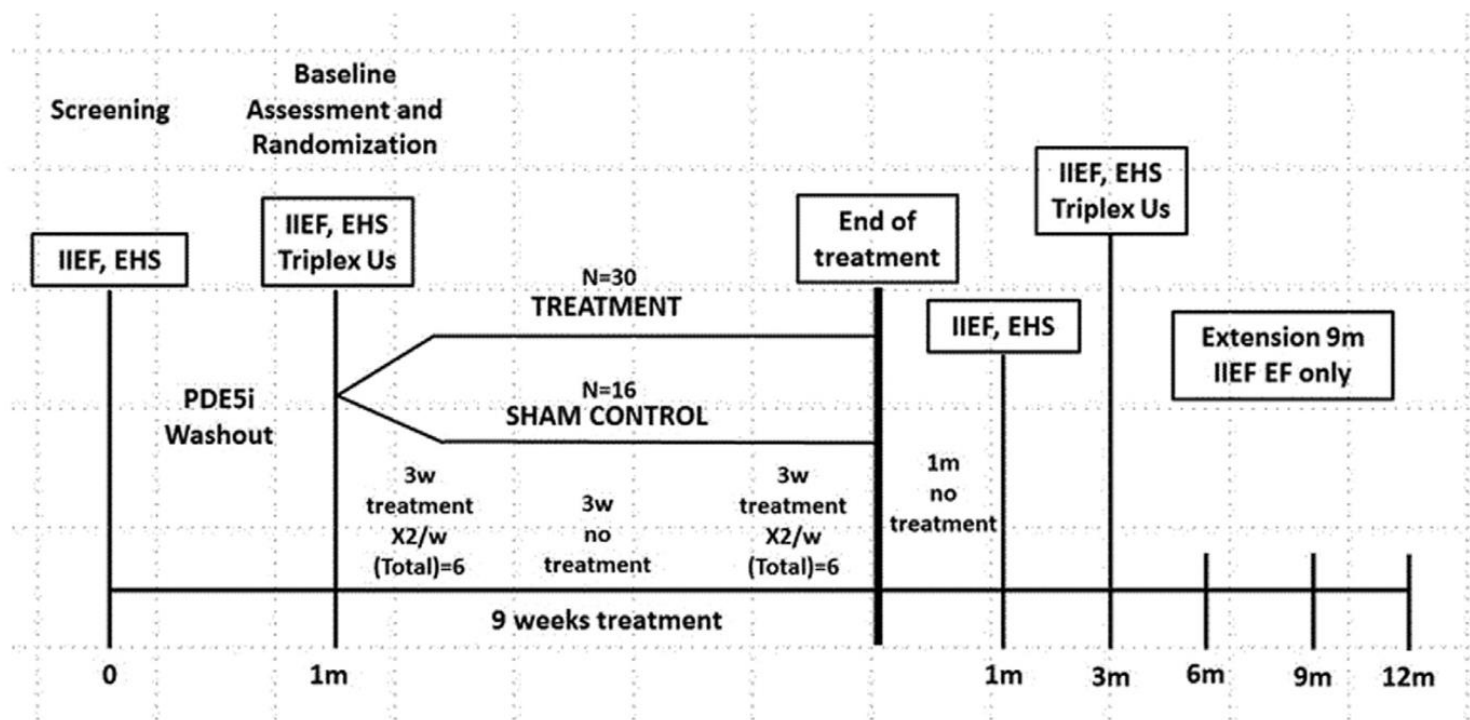 Screening
Baseline
Assessment and
Randomization
IIEF, EHS
IIEF, EHS
Triplex Us
PDE5i
Washout
N=30
TREATMENT
N=16
SHAM CONTROL
3w
treatment
X2/w
(Total)=6
3w
no
treatment
3w
treatment
X2/w
(Total)=6
End of
treatment
1m
no
treatment
IIEF, EHS
IIEF, EHS
Triplex Us
Extension 9m
IIEF EF only
9 weeks treatment
0
1m
1m
3m
6m
9m
12m